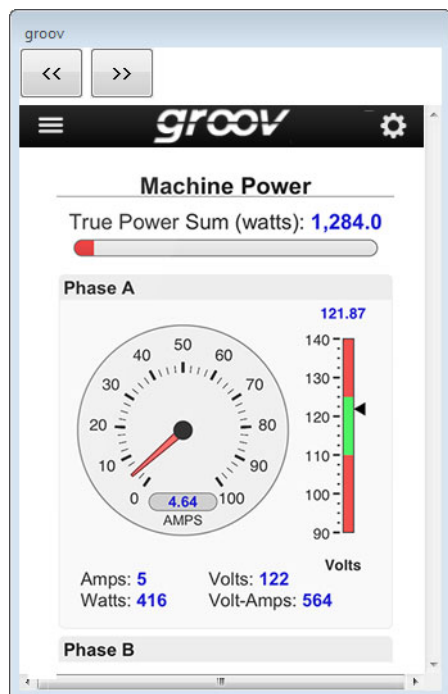 groov
<< >>
groov
Machine Power
True Power Sum (watts): 1,284.0
Phase A
121.87
0 10 20 30 40 50 60 70 80 90 100
4.64
AMPS
140
130
120
110
100
90
Volts
Amps: 5 Volts: 122
Watts: 416 Volt-Amps: 564
Phase B